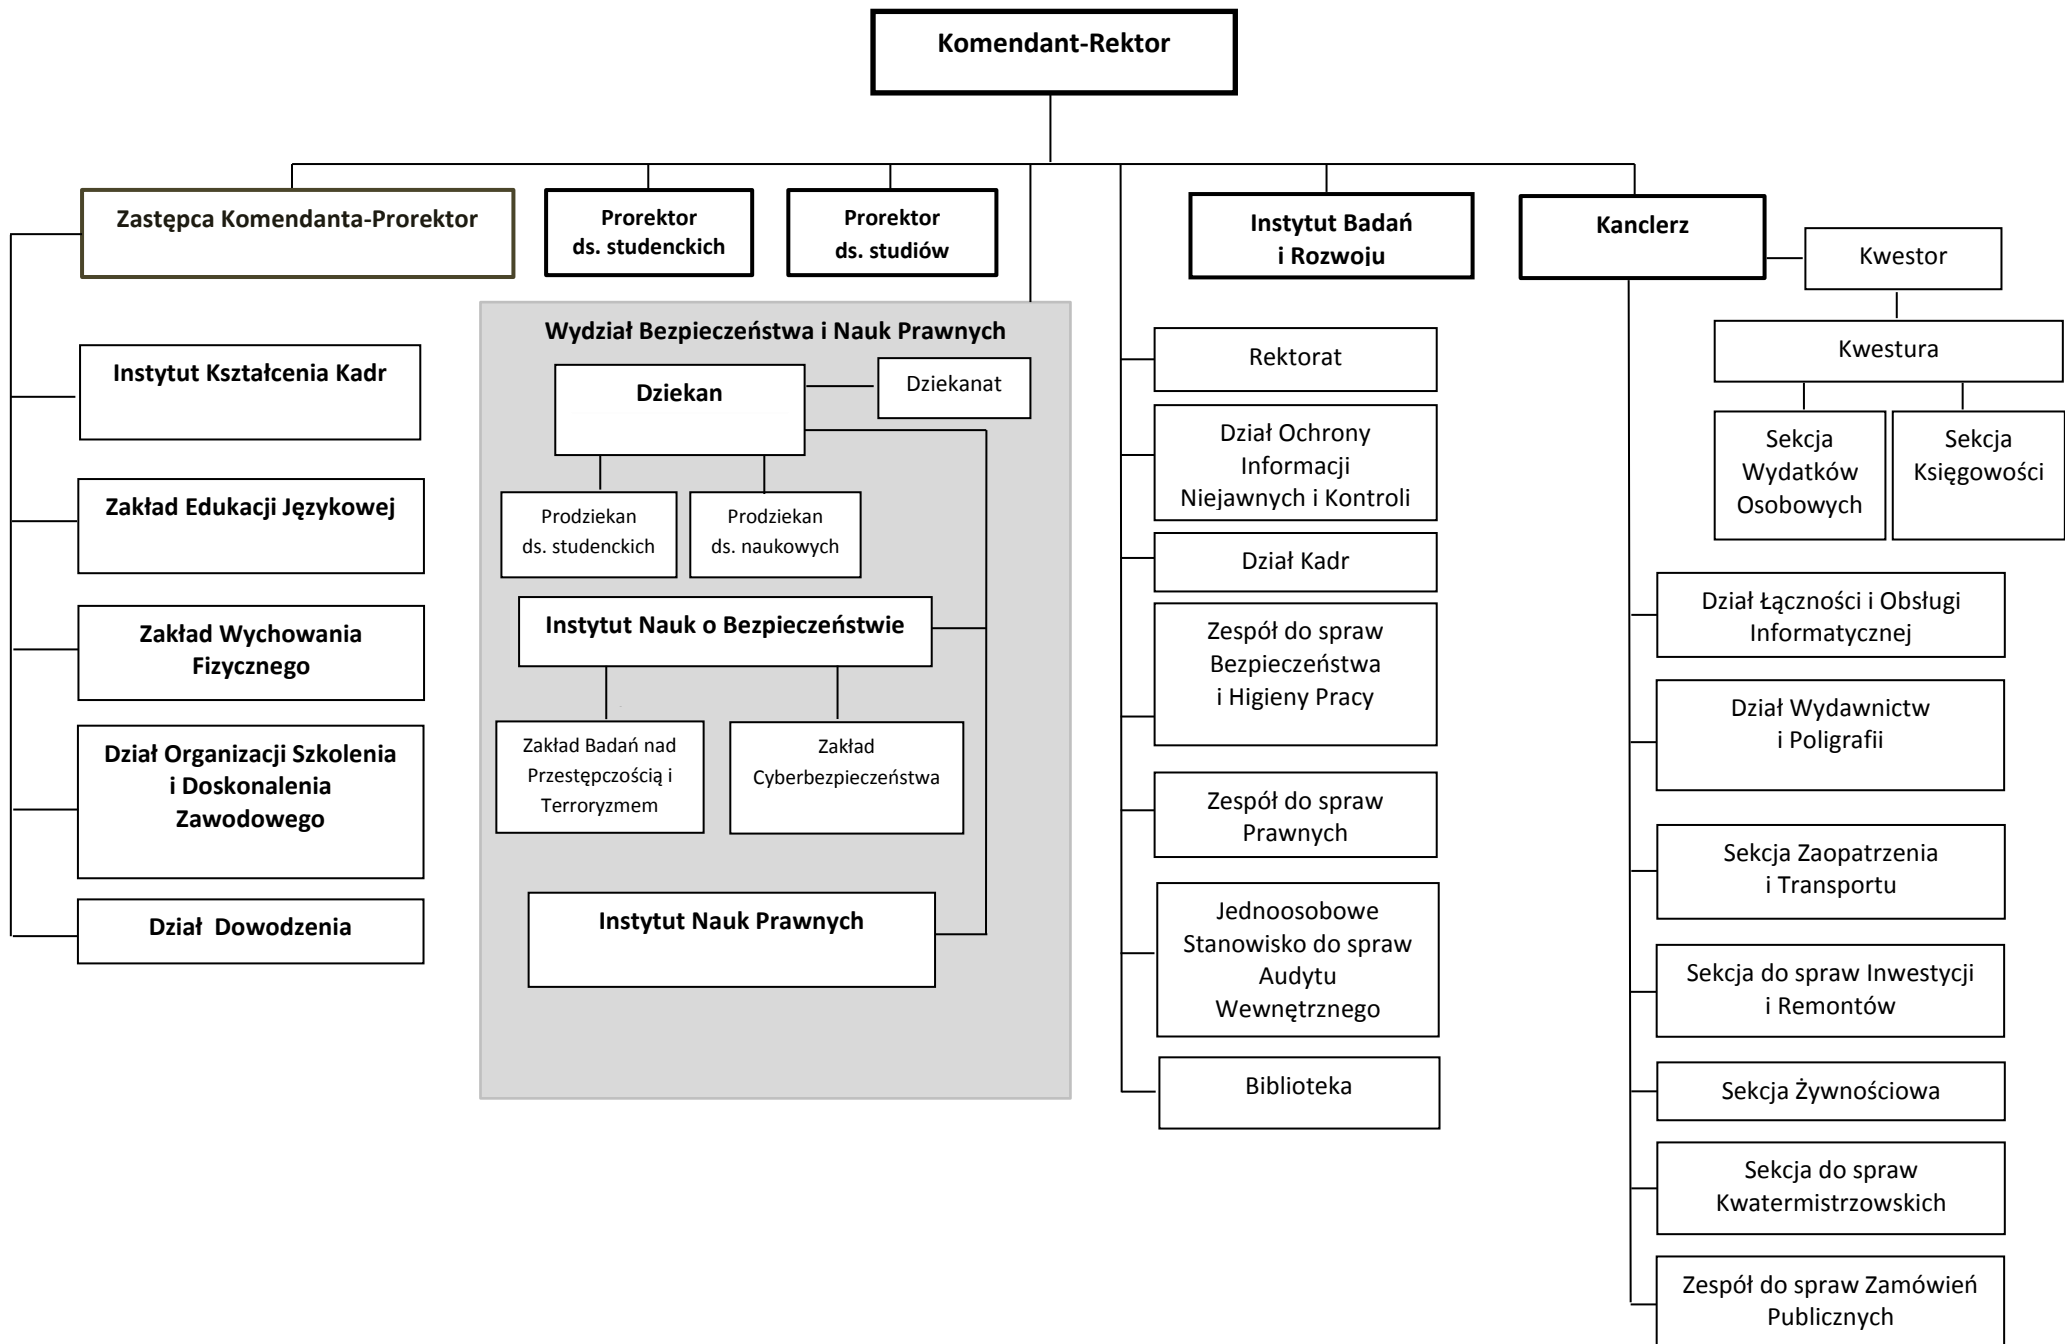 Komendant-Rektor
Zastępca Komendanta-Prorektor
Prorektor
ds. studenckich
Prorektor
ds. studiów
Instytut Badań
i Rozwoju
Kanclerz
Kwestor
Kwestura
Sekcja
Wydatków
Osobowych
Sekcja
Księgowości
Instytut Kształcenia Kadr
Zakład Edukacji Językowej
Zakład Wychowania
Fizycznego
Dział Organizacji Szkolenia
i Doskonalenia
Zawodowego
Dział  Dowodzenia
Wydział Bezpieczeństwa i Nauk Prawnych
Dziekan
Dziekanat
Prodziekan
ds. studenckich
Prodziekan
ds. naukowych
Instytut Nauk o Bezpieczeństwie
Zakład Badań nad
Przestępczością i
Terroryzmem
Zakład
Cyberbezpieczeństwa
Instytut Nauk Prawnych
Rektorat
Dział Ochrony
Informacji
Niejawnych i Kontroli
Dział Kadr
Zespół do spraw
Bezpieczeństwa
i Higieny Pracy
Zespół do spraw
Prawnych
Jednoosobowe
Stanowisko do spraw
Audytu
Wewnętrznego
Biblioteka
Dział Łączności i Obsługi
Informatycznej
Dział Wydawnictw
i Poligrafii
Sekcja Zaopatrzenia
i Transportu
Sekcja do spraw Inwestycji
i Remontów
Sekcja Żywnościowa
Sekcja do spraw
Kwatermistrzowskich
Zespół do spraw Zamówień
Publicznych